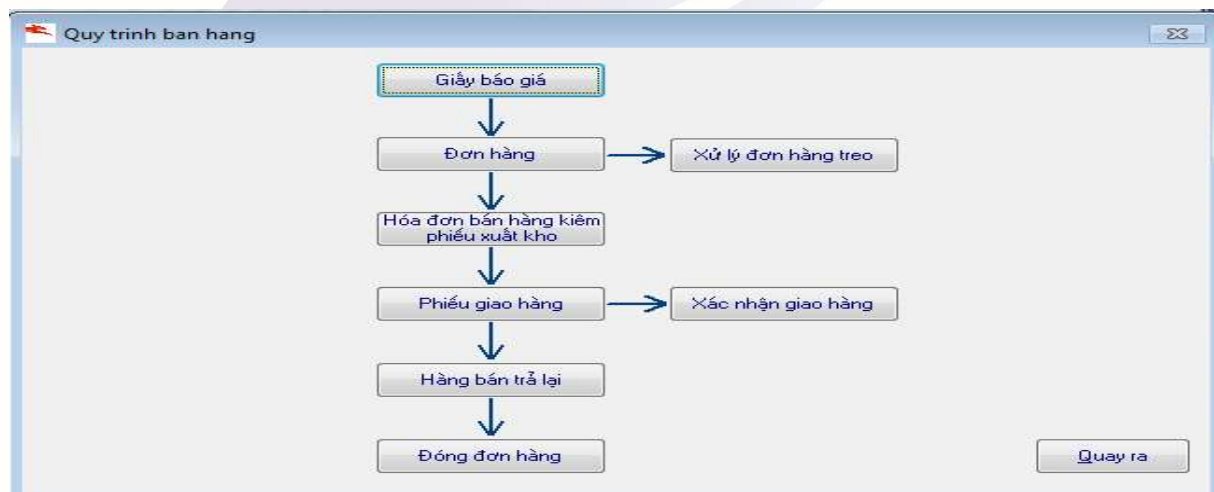 Quy trinh ban hang
Giấy báo giá
Đơn hàng
Xử lý đơn hàng treo
Hóa đơn bán hàng kiêm
phiếu xuất kho
Phiếu giao hàng
Xác nhận giao hàng
Hàng bán trả lại
Đóng đơn hàng
Quay ra